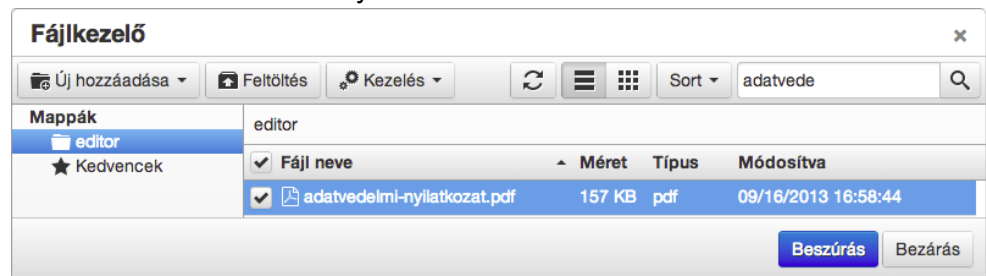 Fájlkezelő ×
Új hozzáadása Feltöltés Kezelés Sort adatvede
Mappák
editor
Kedvencek
editor
Fájl neve Méret Típus Módosítva
adatvedelmi-nyilatkozat.pdf 157 KB pdf 09/16/2013 16:58:44
Beszúrás Bezárás